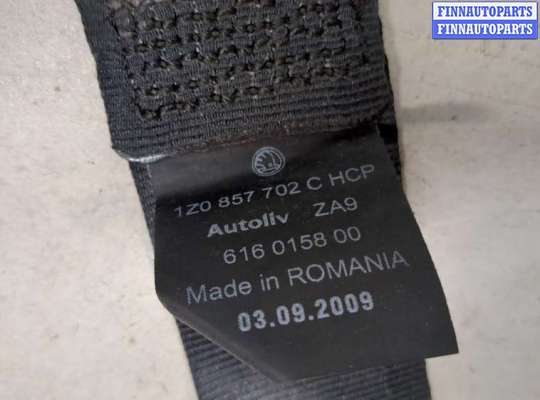 FINNAUTOPARTS
FINNAUTOPARTS
1Z0 857 702 C HCP
Autoliv ZA9
616 0158 00
Made in ROMANIA
03.09.2009